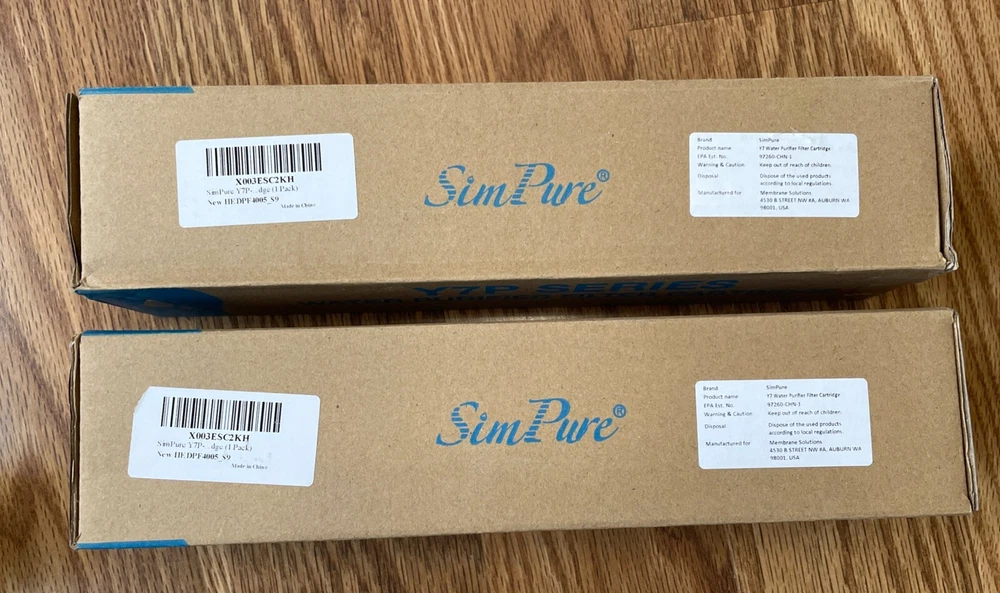 X003ESC2KH
SimPure Y7P-...dge (1 Pack)
New HEDPF4005_S9
Made in China
SimPure®
Brand SimPure
Product name Y7 Water Purifier Filter Cartridge
EPA Est. No. 97260-CHN-1
Warning & Caution: Keep out of reach of children.
Disposal Dispose of the used products
according to local regulations.
Manufactured for Membrane Solutions
4530 B STREET NW #A, AUBURN WA
98001, USA
Y7P SERIES
WATER PURIFIER FILTER
X003ESC2KH
SimPure Y7P-...dge (1 Pack)
New HEDPF4005_S9
Made in China
SimPure®
Brand SimPure
Product name Y7 Water Purifier Filter Cartridge
EPA Est. No. 97260-CHN-1
Warning & Caution: Keep out of reach of children.
Disposal: Dispose of the used products
according to local regulations.
Manufactured for Membrane Solutions
4530 B STREET NW #A, AUBURN WA
98001, USA